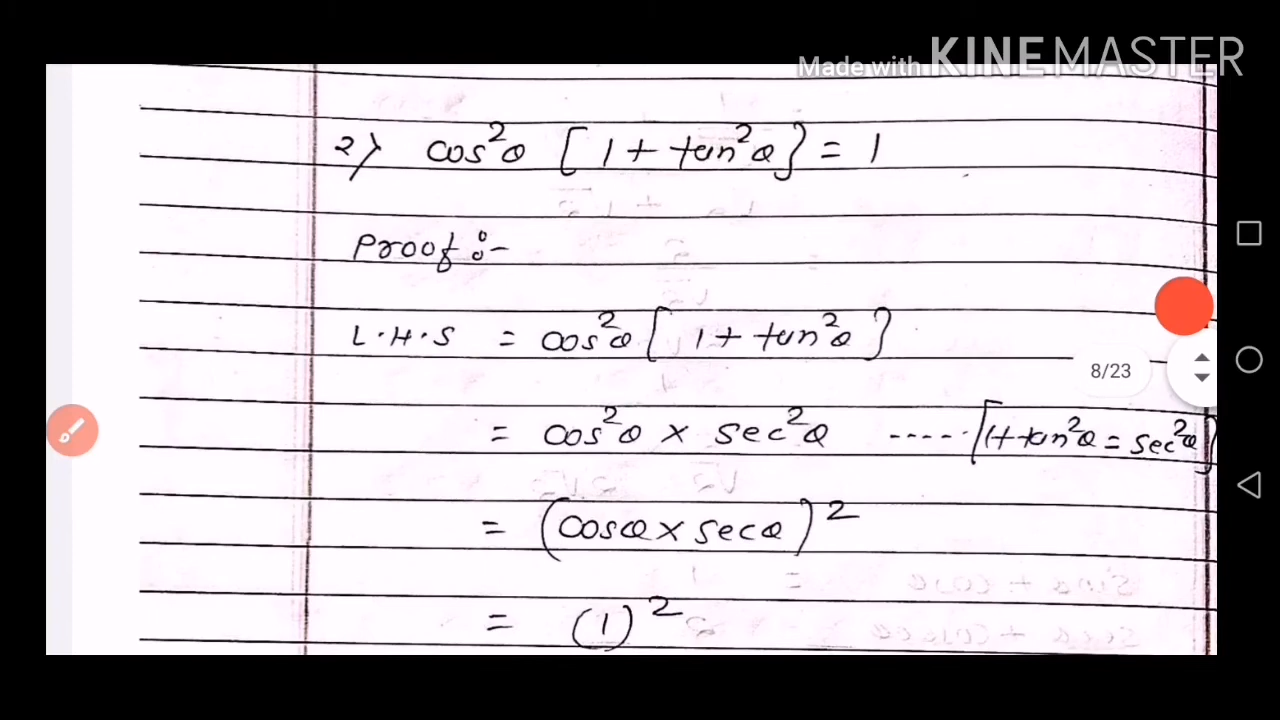 Made with KINEMASTER
2) cos²θ [1 + tan²θ] = 1
Proof :-
L.H.S = cos²θ [1 + tan²θ]
= cos²θ × sec²θ ----- [1+tan²θ = sec²θ]
8/23
= (cosθ × secθ)²
= (1)²